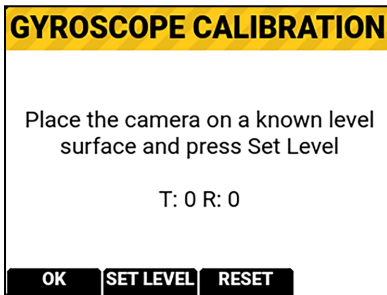 GYROSCOPE CALIBRATION
Place the camera on a known level
surface and press Set Level
T: 0 R: 0
OK SET LEVEL RESET